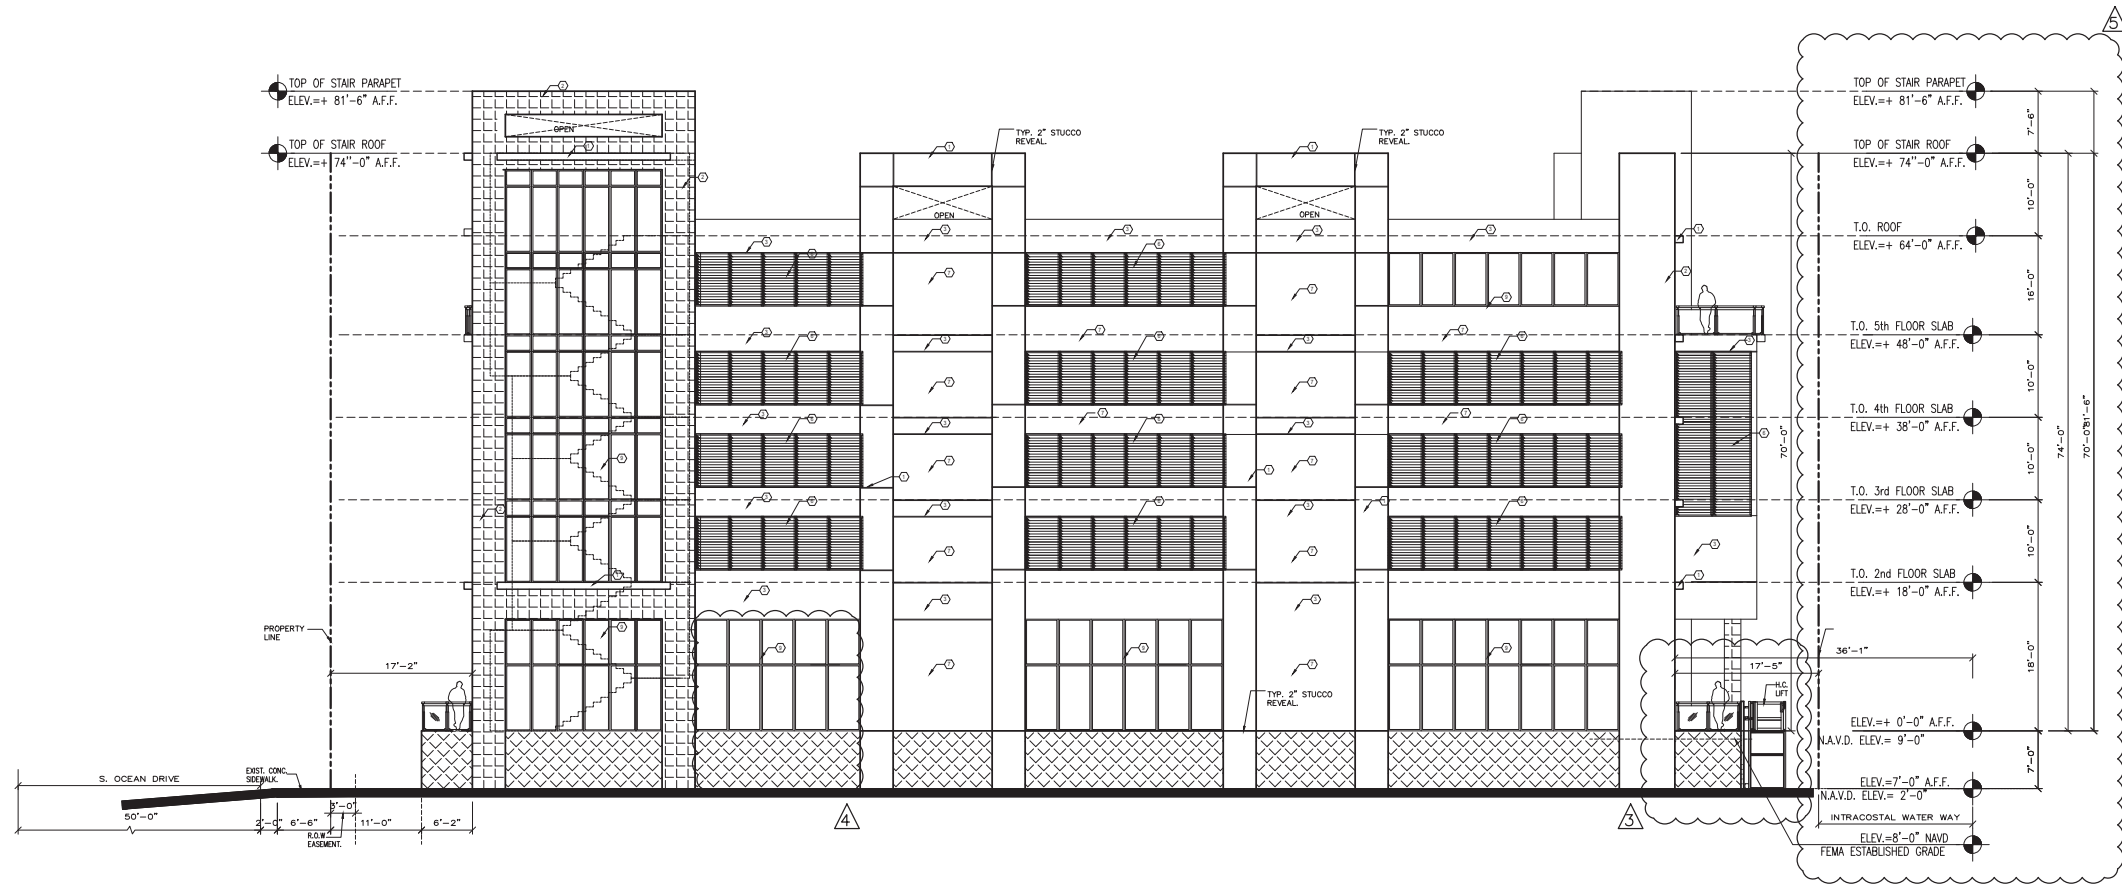 5
TOP OF STAIR PARAPET
ELEV.=+ 81'-6" A.F.F.
TOP OF STAIR ROOF
ELEV.=+ 74"-0" A.F.F.
OPEN
TYP. 2" STUCCO
REVEAL.
OPEN
TYP. 2" STUCCO
REVEAL.
OPEN
TOP OF STAIR PARAPET
ELEV.=+ 81'-6" A.F.F.
7'-6"
TOP OF STAIR ROOF
ELEV.=+ 74"-0" A.F.F.
10'-0"
T.O. ROOF
ELEV.=+ 64'-0" A.F.F.
16'-0"
T.O. 5th FLOOR SLAB
ELEV.=+ 48'-0" A.F.F.
10'-0"
T.O. 4th FLOOR SLAB
ELEV.=+ 38'-0" A.F.F.
10'-0"
70'-0"
74'-0"
70'-0"
81'-6"
T.O. 3rd FLOOR SLAB
ELEV.=+ 28'-0" A.F.F.
10'-0"
T.O. 2nd FLOOR SLAB
ELEV.=+ 18'-0" A.F.F.
18'-0"
PROPERTY
LINE
17'-2"
36'-1"
17'-5"
H.C.
LIFT
TYP. 2" STUCCO
REVEAL.
ELEV.=+ 0'-0" A.F.F.
N.A.V.D. ELEV.= 9'-0"
7'-0"
ELEV.=7'-0" A.F.F.
N.A.V.D. ELEV.= 2'-0"
INTRACOSTAL WATER WAY
ELEV.=8'-0" NAVD
FEMA ESTABLISHED GRADE
S. OCEAN DRIVE
EXIST. CONC.
SIDEWALK.
50'-0"
2'-0"
6'-6"
3'-0"
11'-0"
6'-2"
R.O.W
EASEMENT.
4
3